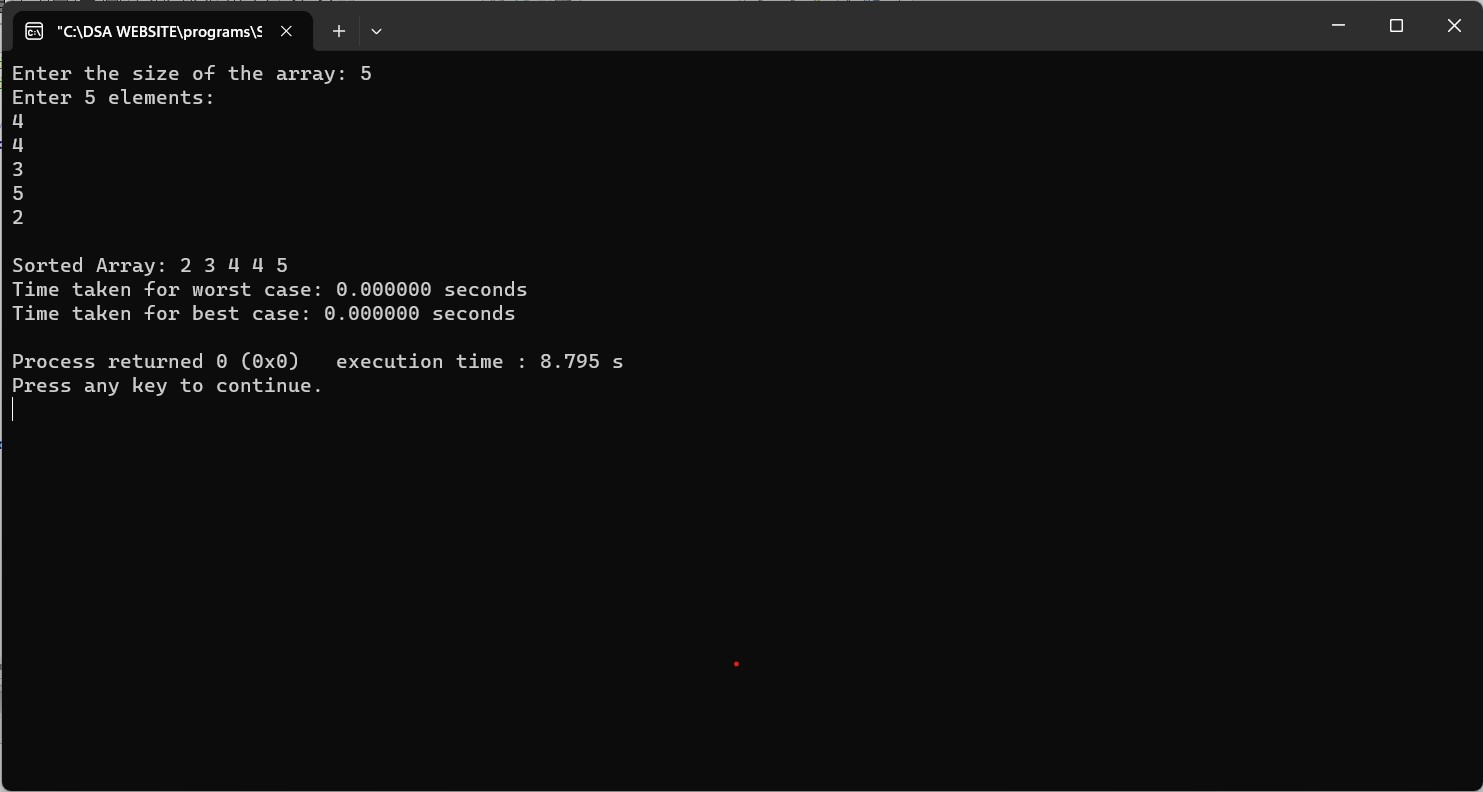 "C:\DSA WEBSITE\programs\S
Enter the size of the array: 5
Enter 5 elements:
4
4
3
5
2
Sorted Array: 2 3 4 4 5
Time taken for worst case: 0.000000 seconds
Time taken for best case: 0.000000 seconds
Process returned 0 (0x0)   execution time : 8.795 s
Press any key to continue.